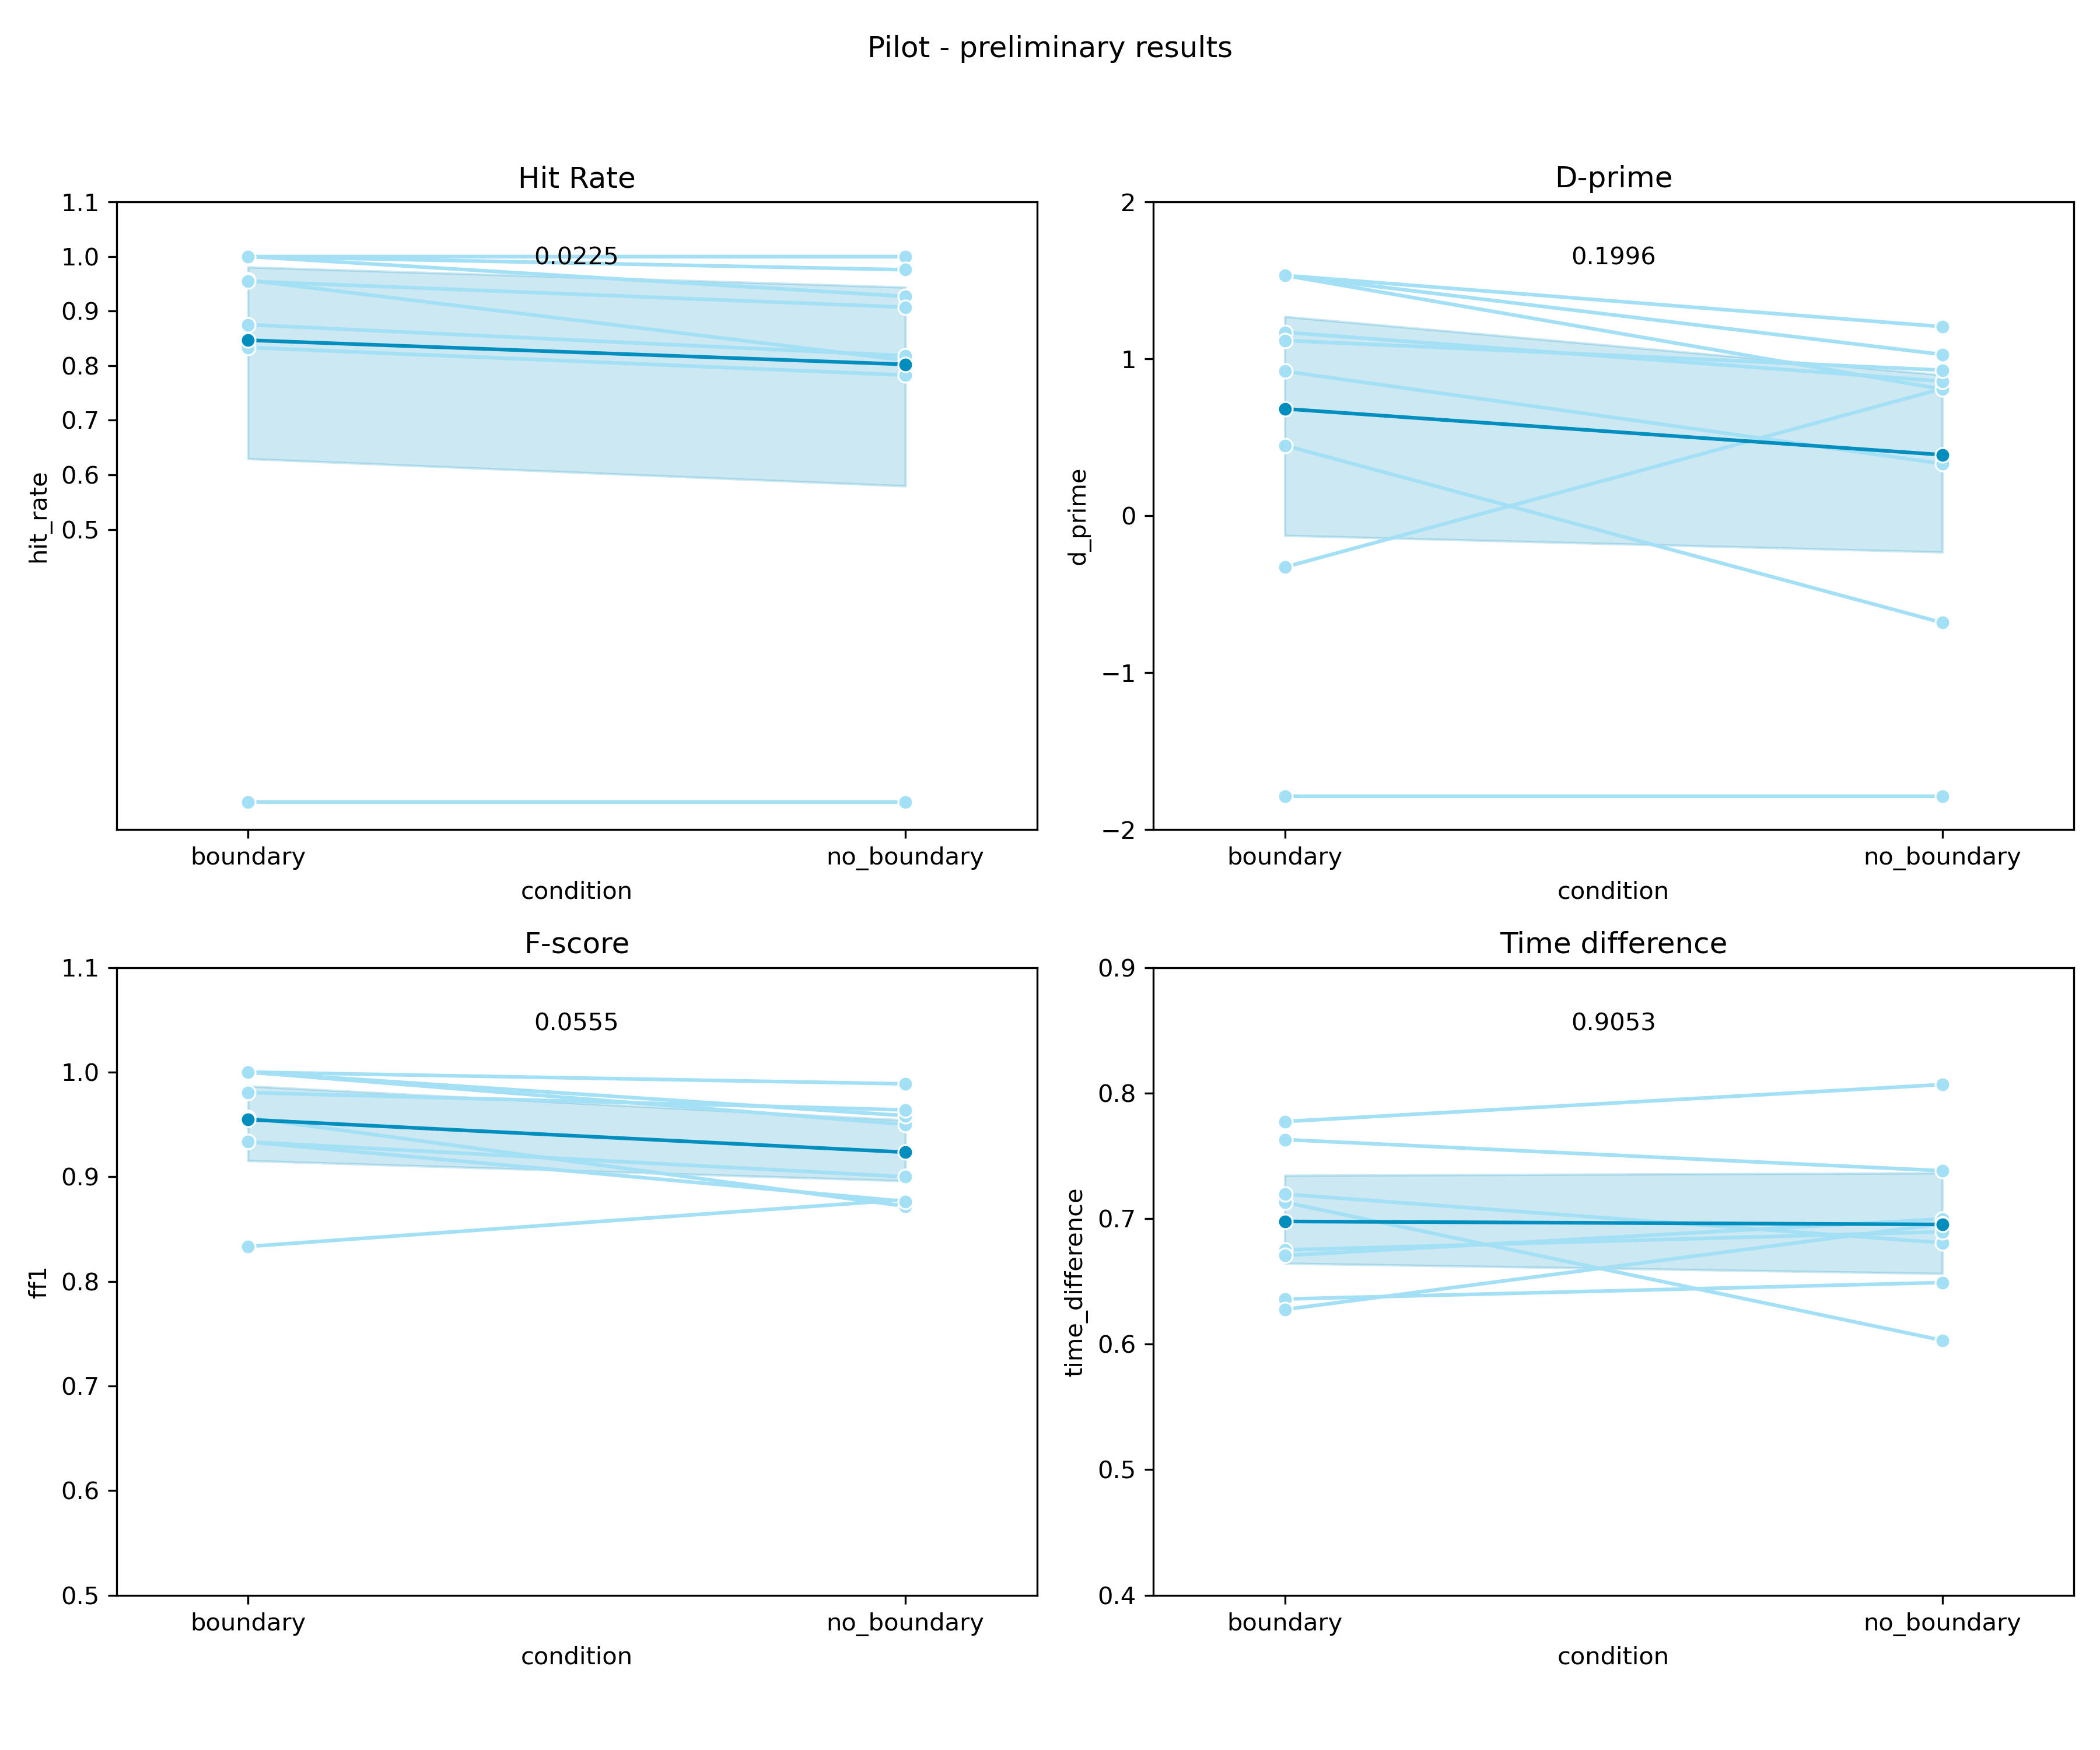 Pilot - preliminary results
Hit Rate
1.1
1.0
0.9
0.8
0.7
0.6
0.5
hit_rate
0.0225
boundary
no_boundary
condition
D-prime
2
1
0
−1
−2
d_prime
0.1996
boundary
no_boundary
condition
F-score
1.1
1.0
0.9
0.8
0.7
0.6
0.5
ff1
0.0555
boundary
no_boundary
condition
Time difference
0.9
0.8
0.7
0.6
0.5
0.4
time_difference
0.9053
boundary
no_boundary
condition